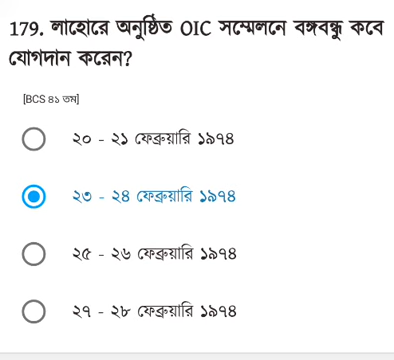 179. লাহোরে অনুষ্ঠিত OIC সম্মেলনে বঙ্গবন্ধু কবে
যোগদান করেন?
[BCS ৪১ তম]
২০ - ২১ ফেব্রুয়ারি ১৯৭৪
২৩ - ২৪ ফেব্রুয়ারি ১৯৭৪
২৫ - ২৬ ফেব্রুয়ারি ১৯৭৪
২৭ - ২৮ ফেব্রুয়ারি ১৯৭৪